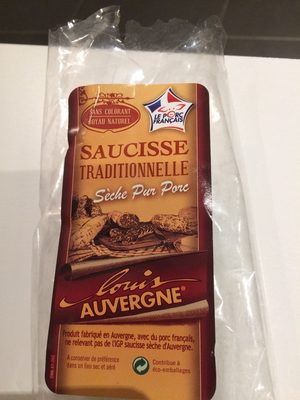 SANS COLORANT
BOYAU NATUREL
LE PORC
FRANÇAIS
SAUCISSE
TRADITIONNELLE
Sèche Pur Porc
Louis
AUVERGNE®
Produit fabriqué en Auvergne, avec du porc français,
ne relevant pas de l'IGP saucisse sèche d'Auvergne.
A conserver de préférence
dans un lieu sec et aéré
Contribue à
éco-emballages